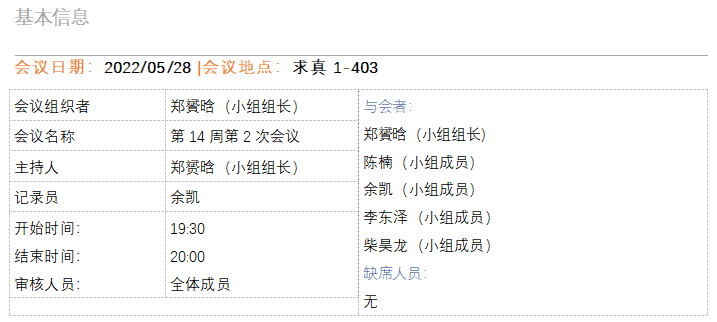 基本信息
会议日期： 2022/05/28 |会议地点： 求真 1-403
会议组织者 郑赟晗（小组组长）
会议名称 第 14 周第 2 次会议
主持人 郑赟晗（小组组长）
记录员 余凯
开始时间： 19:30
结束时间： 20:00
审核人员： 全体成员
与会者：
郑赟晗（小组组长）
陈楠（小组成员）
余凯（小组成员）
李东泽（小组成员）
柴昊龙（小组成员）
缺席人员：
无